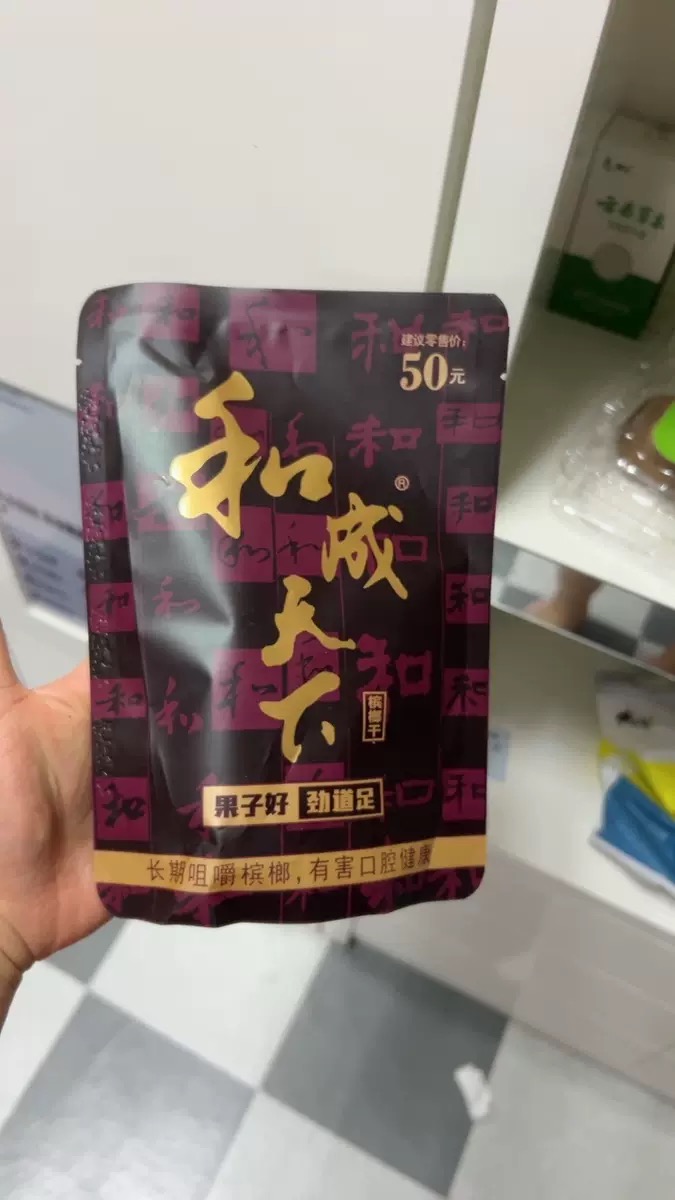 建议零售价:
50元
和成天下®
槟榔干
果子好 劲道足
长期咀嚼槟榔,有害口腔健康